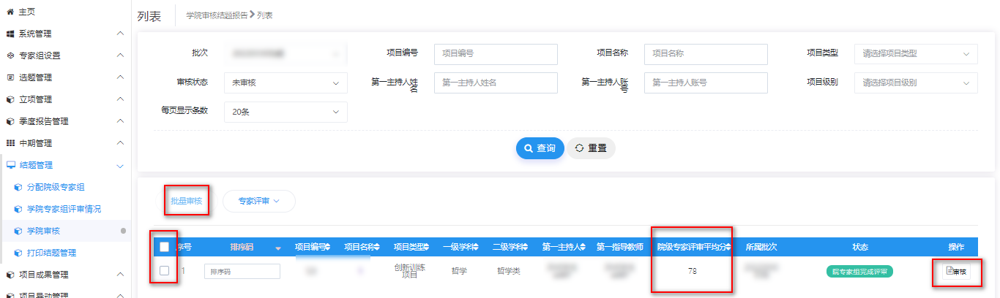 主页
系统管理
专家组设置
选题管理
立项管理
季度报告管理
中期管理
结题管理
分配院级专家组
学院专家组评审情况
学院审核
打印结题管理
项目成果管理
项目异动管理
列表
学院审核结题报告 列表
批次
项目编号
项目编号
项目名称
项目名称
项目类型
请选择项目类型
审核状态
未审核
第一主持人姓
名
第一主持人姓名
第一主持人账
号
第一主持人账号
项目级别
请选择项目级别
每页显示条数
20条
查询
重置
批量审核
专家评审
序号 排序码 项目编号 项目名称 项目类型 一级学科 二级学科 第一主持人 第一指导教师 院级专家评审平均分 所属批次 状态 操作
1 排序码 创新训练
项目 哲学 哲学类 78 院专家组完成评审 审核